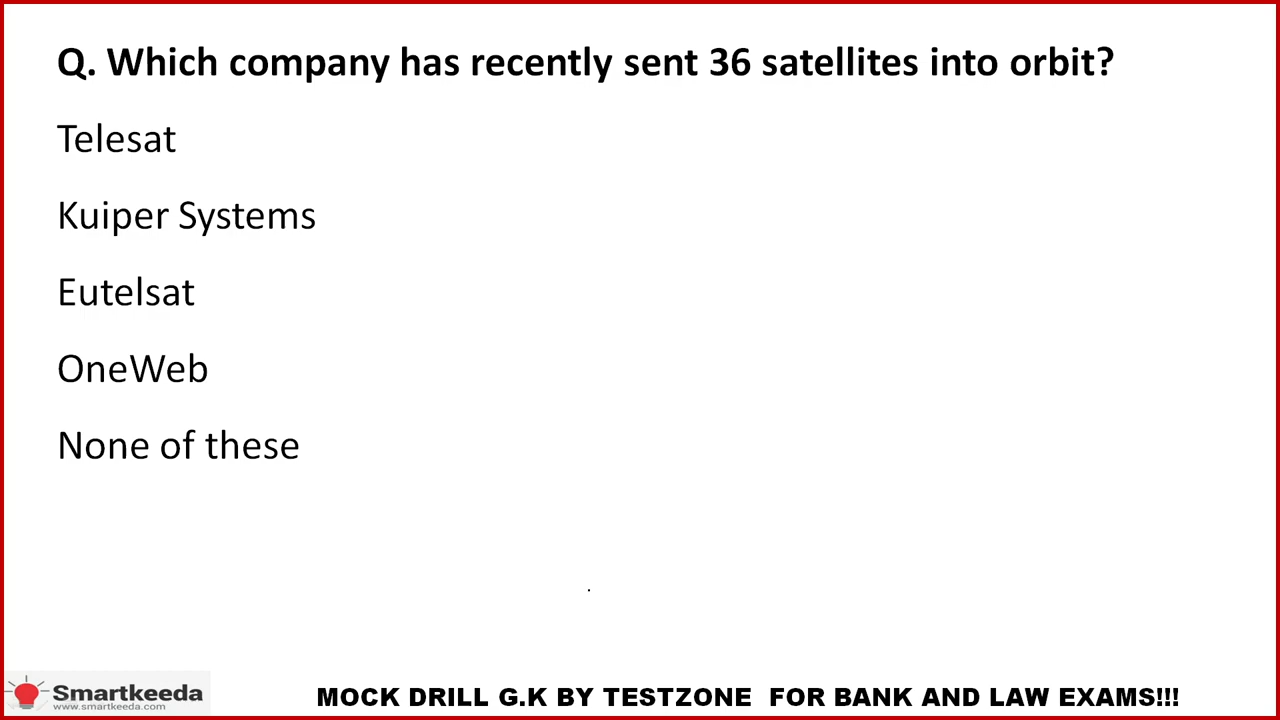 Q. Which company has recently sent 36 satellites into orbit?
Telesat
Kuiper Systems
Eutelsat
OneWeb
None of these
Smartkeeda
www.smartkeeda.com
MOCK DRILL G.K BY TESTZONE FOR BANK AND LAW EXAMS!!!